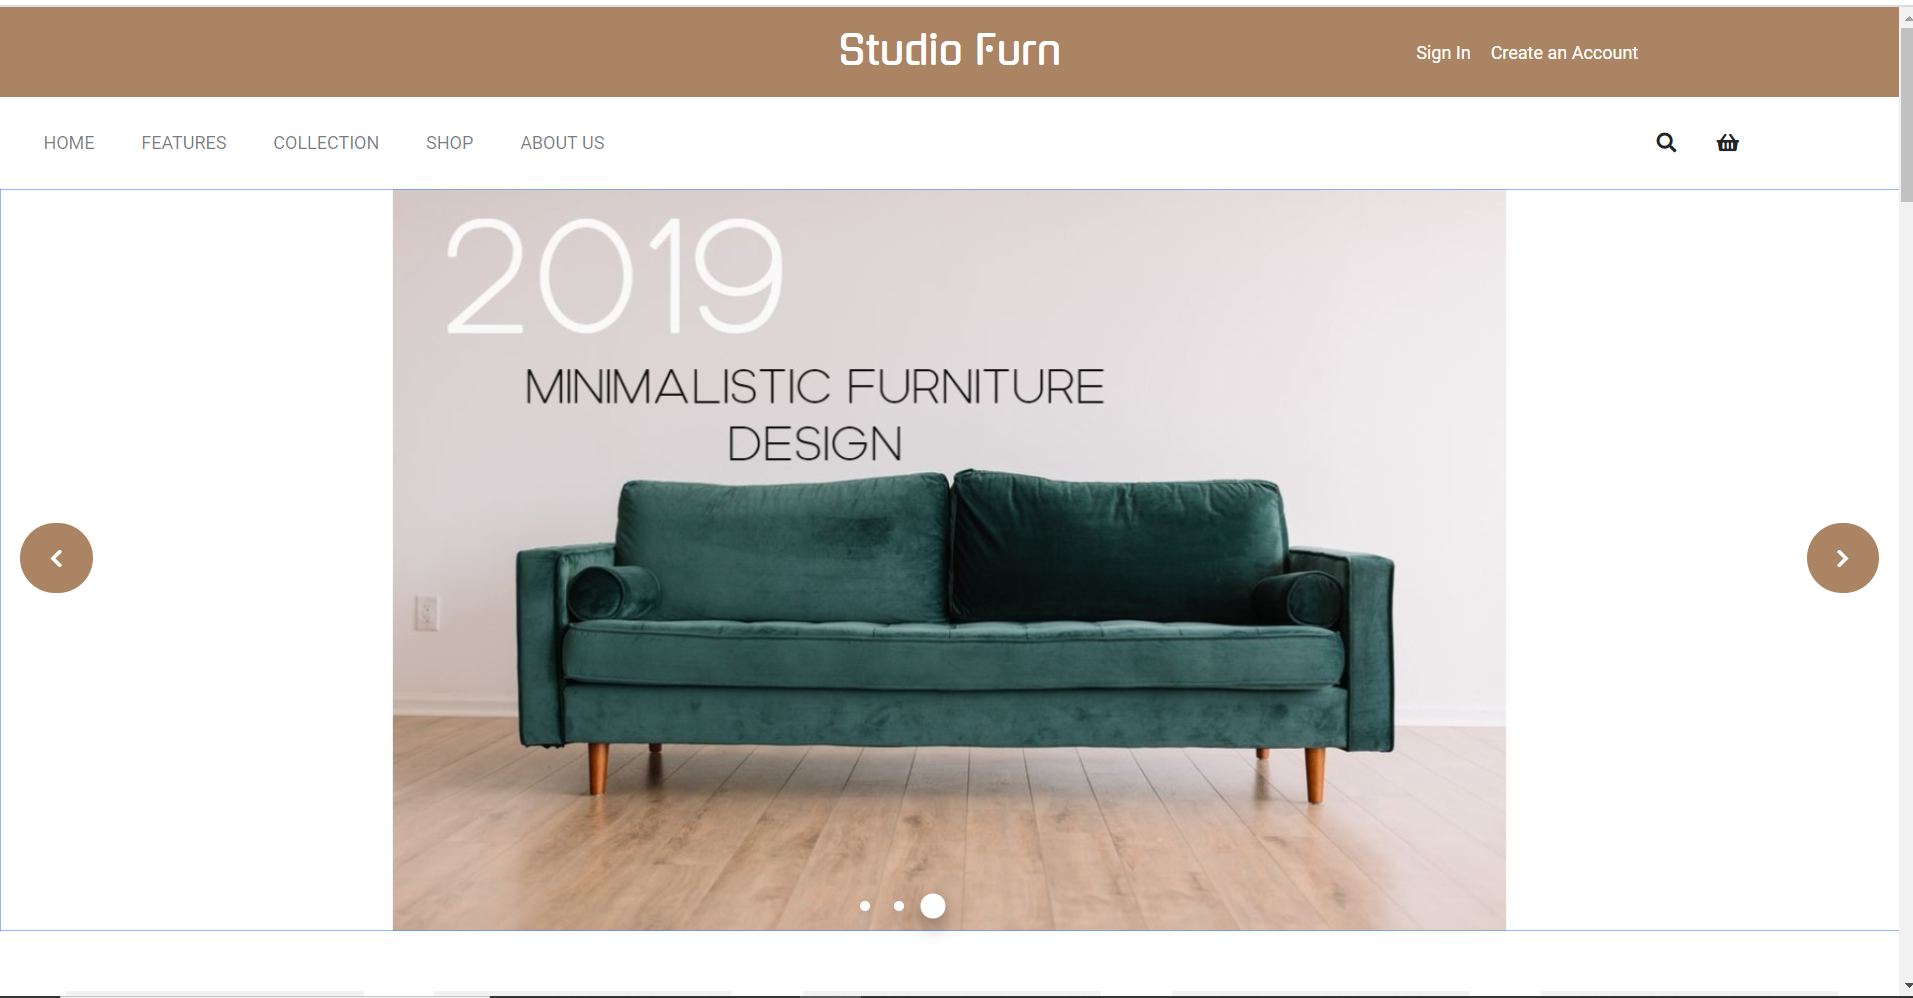 Studio Furn
Sign In Create an Account
HOME FEATURES COLLECTION SHOP ABOUT US
2019
MINIMALISTIC FURNITURE
DESIGN